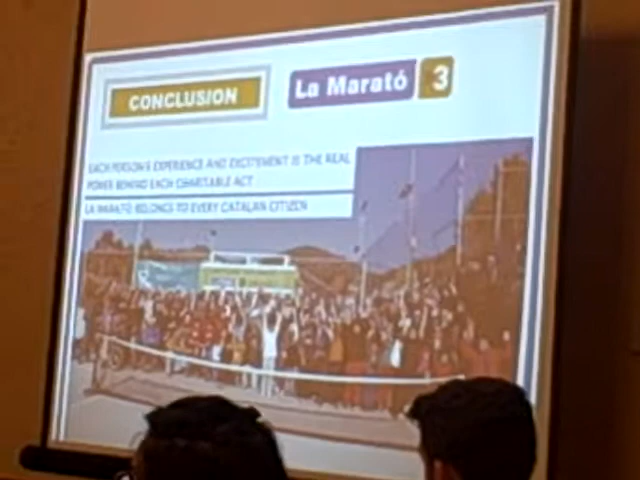 CONCLUSION
La Marató 3
EACH PERSON'S EXPERIENCE AND EXCITEMENT IS THE REAL
POWER BEHIND EACH CHARITABLE ACT
LA MARATÓ BELONGS TO EVERY CATALAN CITIZEN